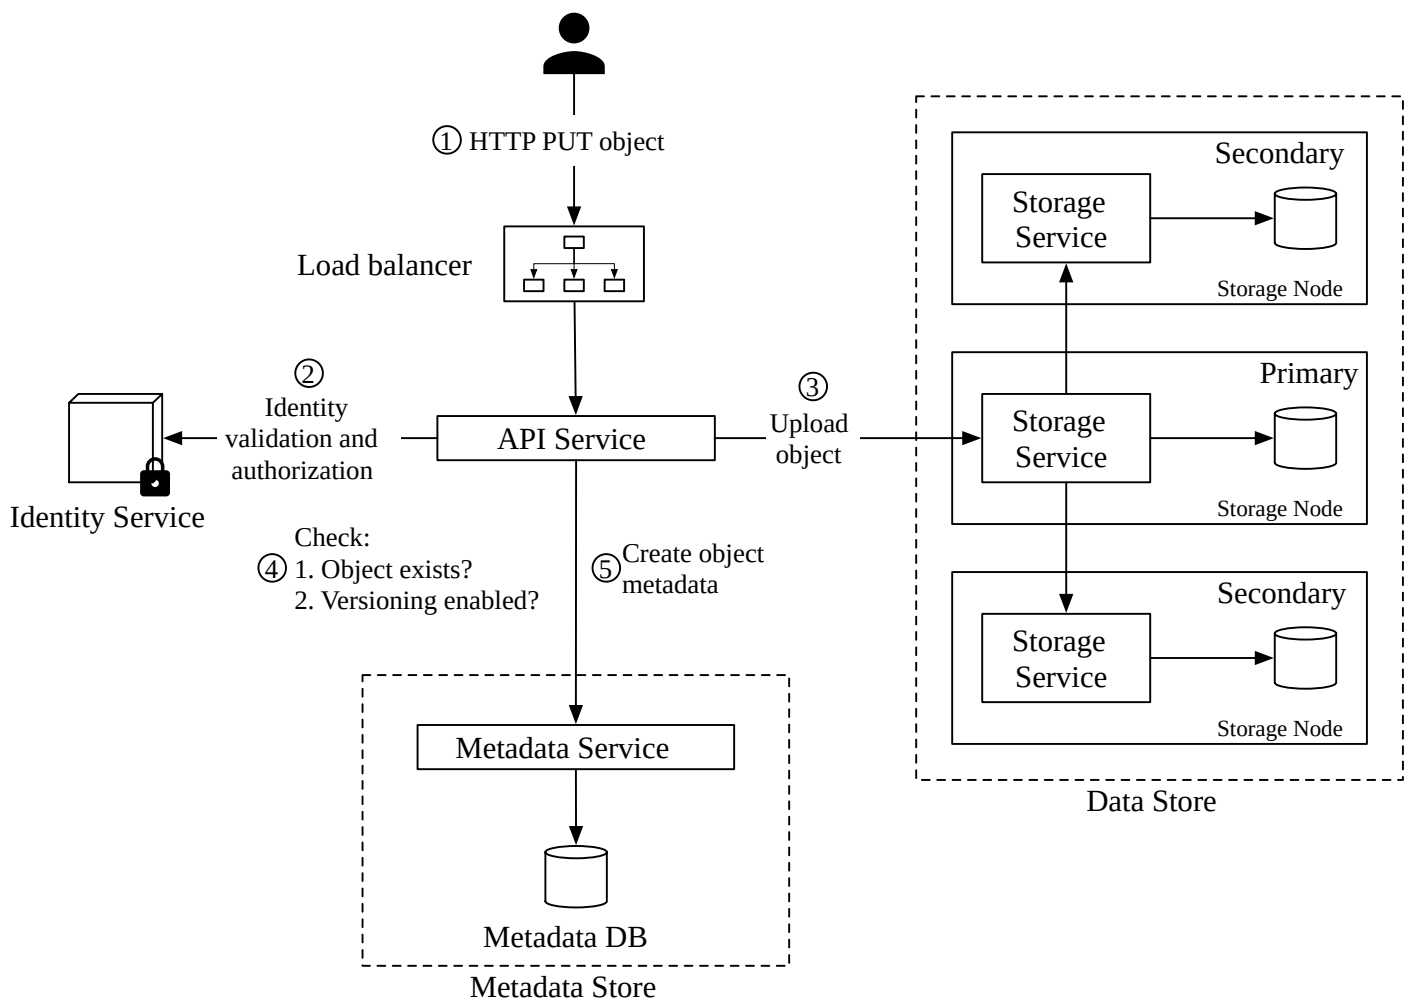 ① HTTP PUT object
Load balancer
②
Identity
validation and
authorization
Identity Service
API Service
③
Upload
object
Check:
④ 1. Object exists?
2. Versioning enabled?
⑤ Create object
metadata
Metadata Service
Metadata DB
Metadata Store
Secondary
Storage
Service
Storage Node
Primary
Storage
Service
Storage Node
Secondary
Storage
Service
Storage Node
Data Store